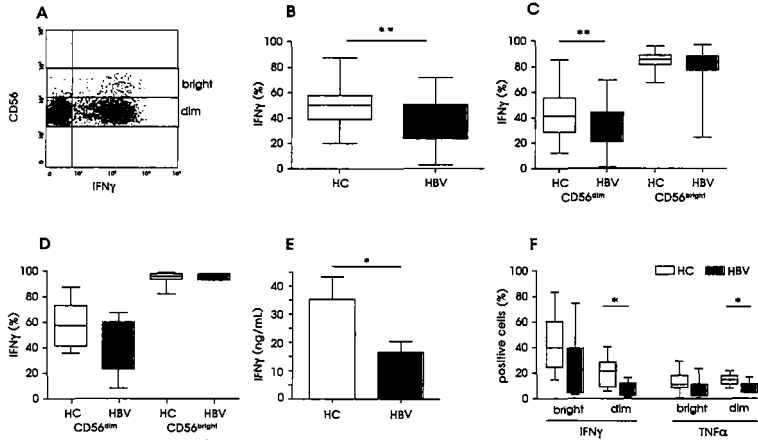 A
CD56
bright
dim
IFNγ
B
**
IFNγ (%)
100
80
60
40
20
0
HC
HBV
C
**
IFNγ (%)
100
80
60
40
20
0
HC
HBV
HC
HBV
CD56dim
CD56bright
D
IFNγ (%)
100
80
60
40
20
0
HC
HBV
HC
HBV
CD56dim
CD56bright
E
*
IFNγ (ng/mL)
40
30
20
10
0
HC
HBV
F
HC
HBV
positive cells (%)
100
80
60
40
20
0
*
*
bright
dim
bright
dim
IFNγ
TNFα